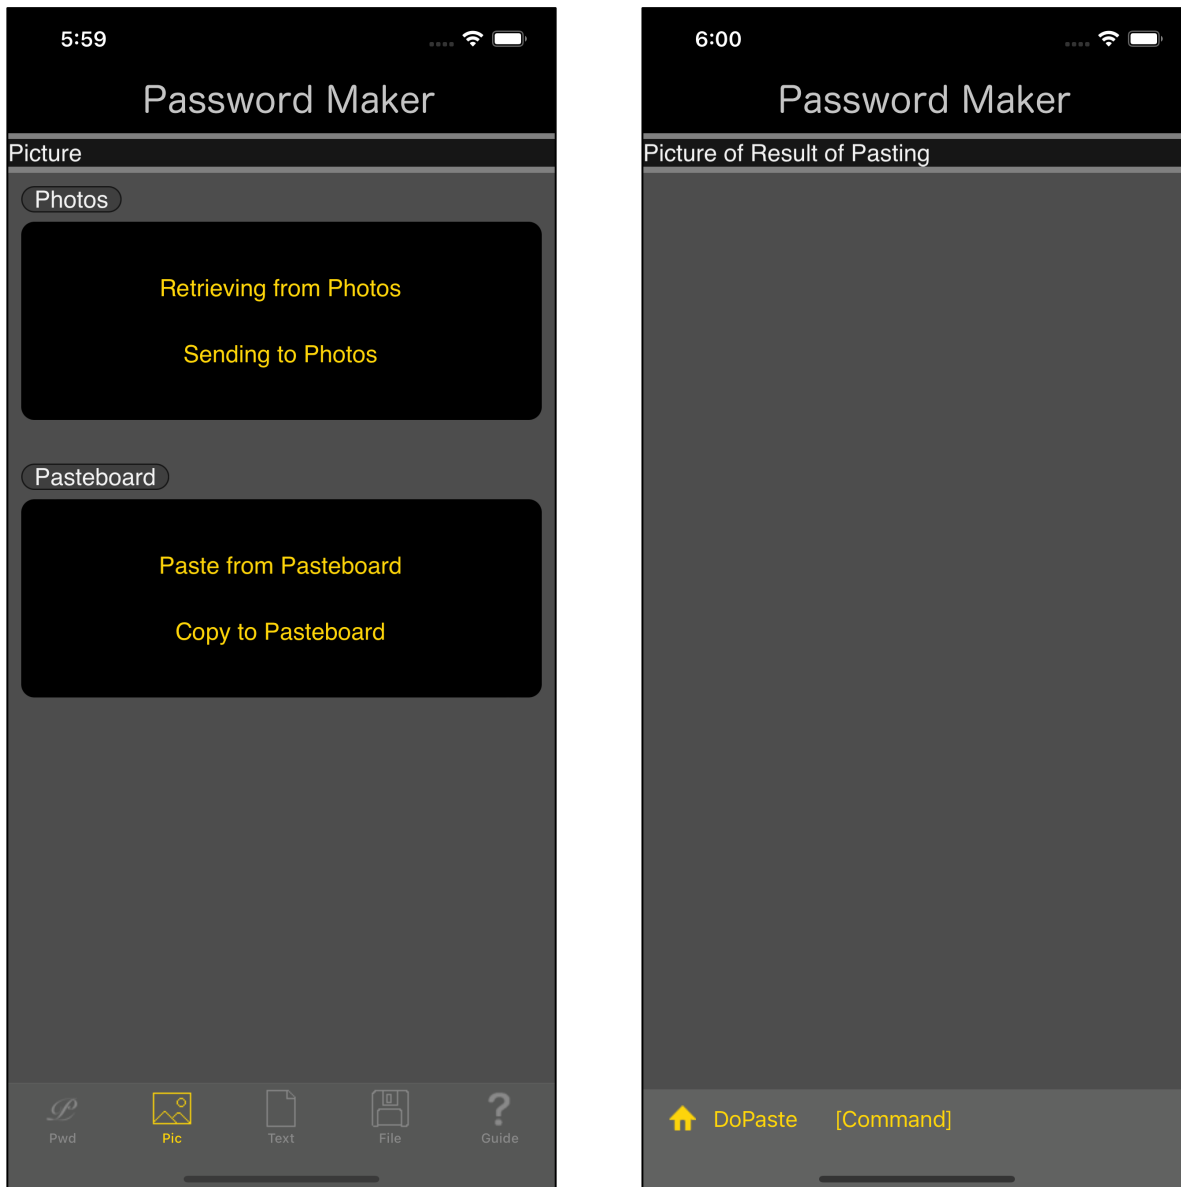 5:59
Password Maker
Picture
Photos
Retrieving from Photos
Sending to Photos
Pasteboard
Paste from Pasteboard
Copy to Pasteboard
Pwd
Pic
Text
File
Guide
6:00
Password Maker
Picture of Result of Pasting
DoPaste [Command]